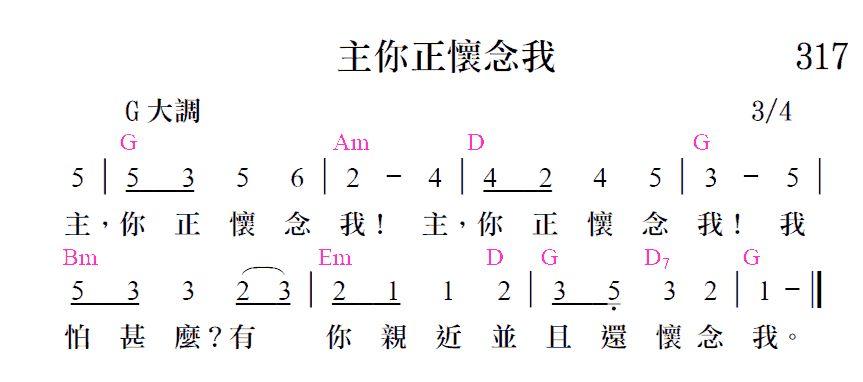 主你正懷念我 317
G 大調 3/4
G Am D G
5 | 5 3 5 6 | 2 － 4 | 4 2 4 5 | 3 － 5 |
主，你 正 懷 念 我！ 主，你 正 懷 念 我！ 我
Bm Em D G D7 G
5 3 3 2 3 | 2 1 1 2 | 3 5 3 2 | 1 － ‖
怕 甚 麼？有 你 親 近 並 且 還 懷 念 我。